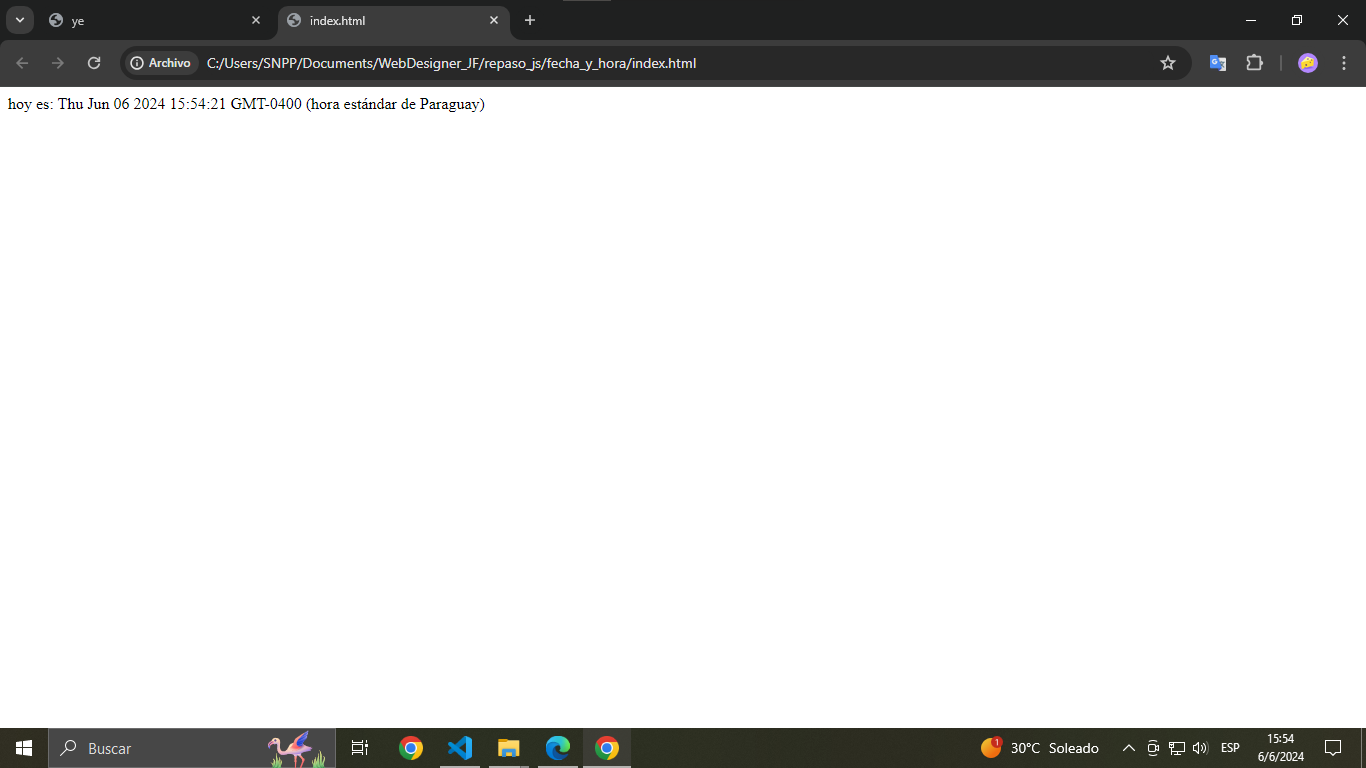 ye
index.html
Archivo
C:/Users/SNPP/Documents/WebDesigner_JF/repaso_js/fecha_y_hora/index.html
hoy es: Thu Jun 06 2024 15:54:21 GMT-0400 (hora estándar de Paraguay)
Buscar
1
30°C Soleado
ESP
15:54
6/6/2024